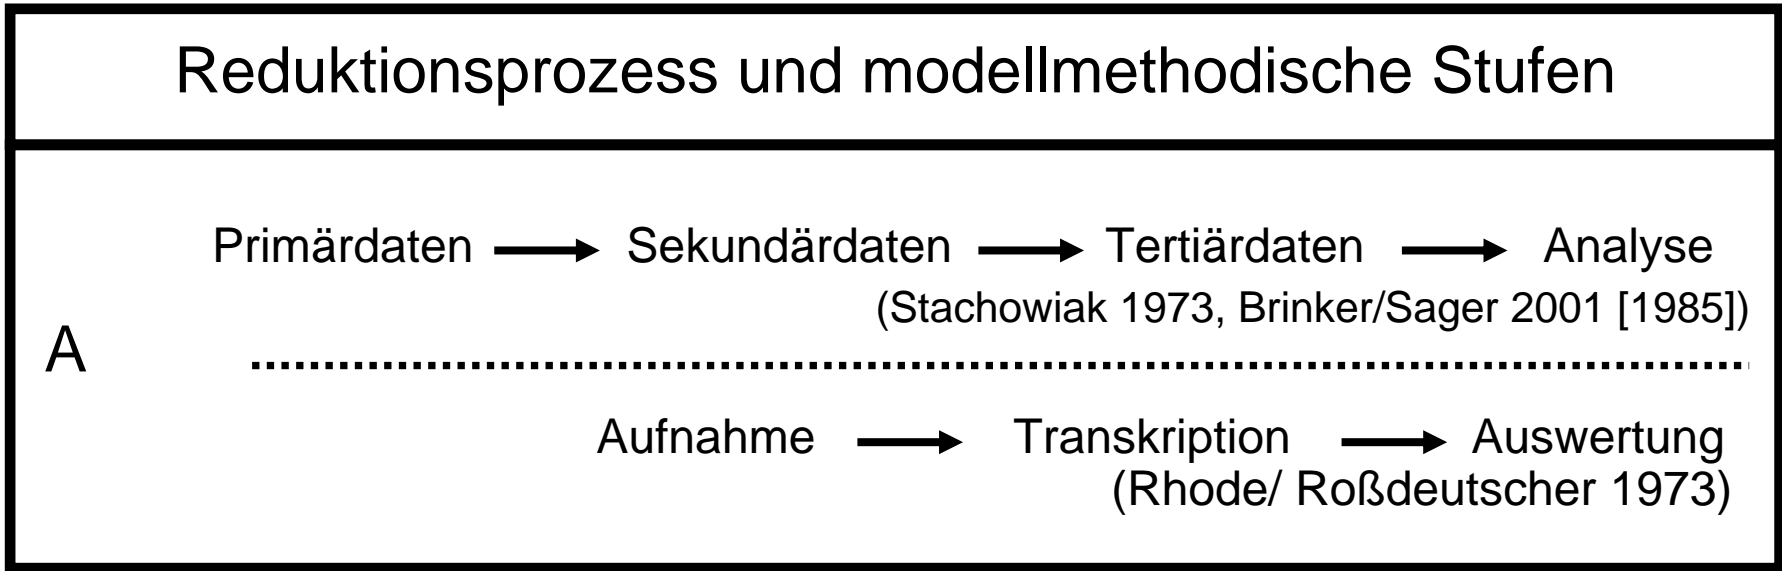 Reduktionsprozess und modellmethodische Stufen
Primärdaten → Sekundärdaten → Tertiärdaten → Analyse
(Stachowiak 1973, Brinker/Sager 2001 [1985])
A
Aufnahme → Transkription → Auswertung
(Rhode/ Roßdeutscher 1973)